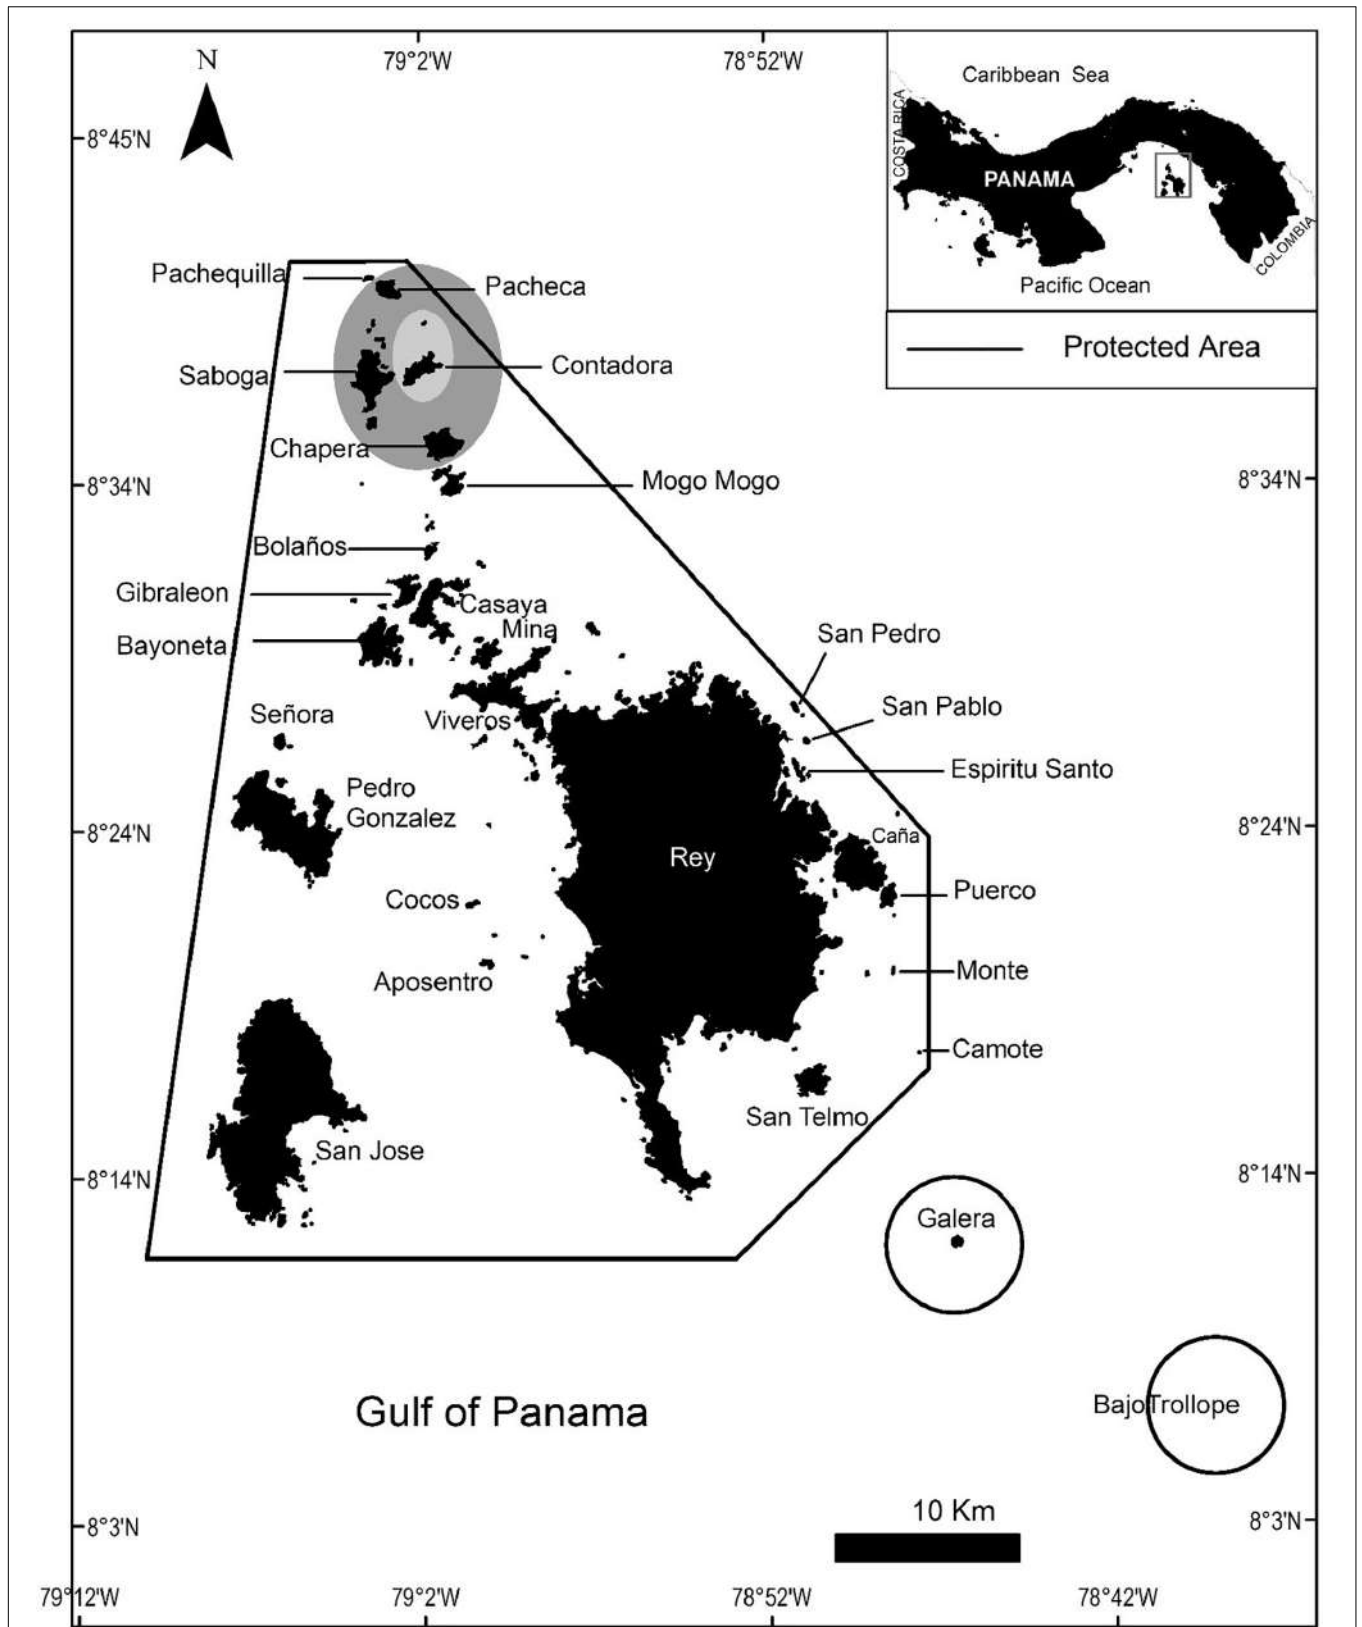 N
79°2'W
78°52'W
8°45'N
Caribbean Sea
COSTA RICA
PANAMA
COLOMBIA
Pacific Ocean
Protected Area
Pachequilla
Pacheca
Saboga
Contadora
Chapera
8°34'N
Mogo Mogo
8°34'N
Bolaños
Gibraleon
Casaya
Mina
Bayoneta
San Pedro
Señora
Viveros
San Pablo
Espiritu Santo
Pedro
Gonzalez
8°24'N
Caña
8°24'N
Rey
Puerco
Cocos
Monte
Aposentro
Camote
San Telmo
San Jose
8°14'N
8°14'N
Galera
Gulf of Panama
BajoTrollope
10 Km
8°3'N
8°3'N
79°12'W
79°2'W
78°52'W
78°42'W